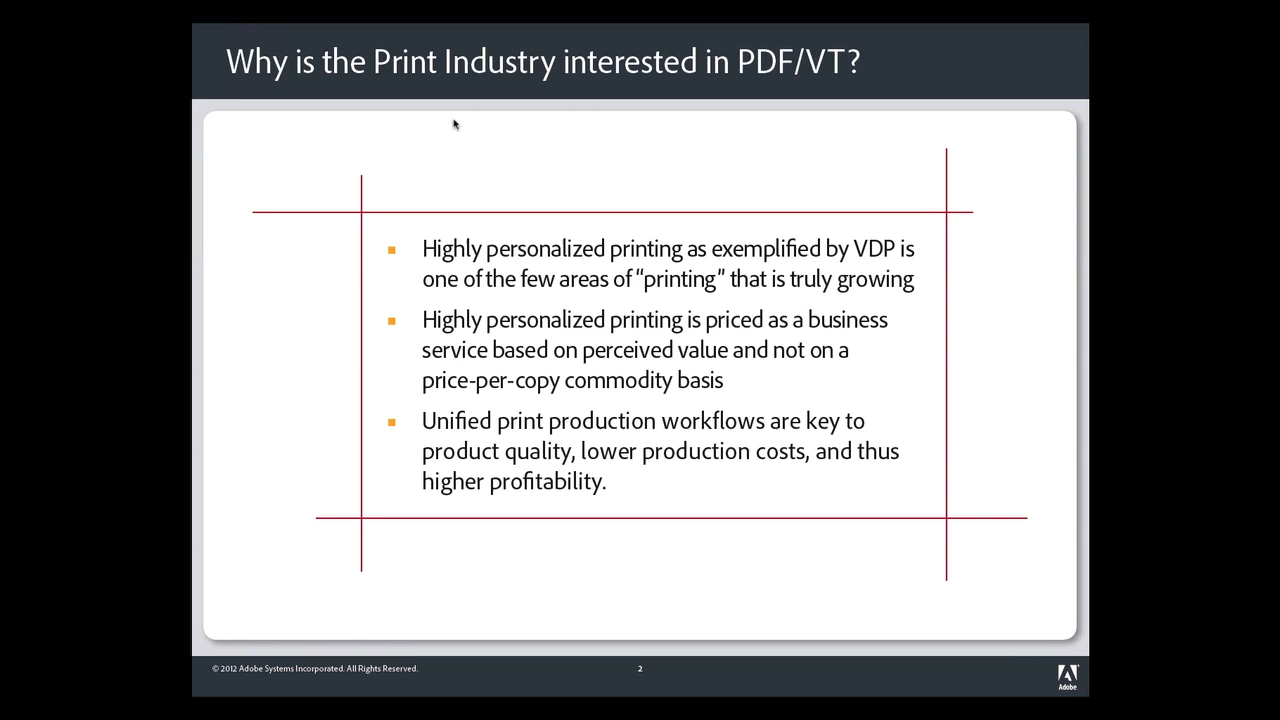 Why is the Print Industry interested in PDF/VT?
▪ Highly personalized printing as exemplified by VDP is
one of the few areas of “printing” that is truly growing
▪ Highly personalized printing is priced as a business
service based on perceived value and not on a
price-per-copy commodity basis
▪ Unified print production workflows are key to
product quality, lower production costs, and thus
higher profitability.
© 2012 Adobe Systems Incorporated. All Rights Reserved.
2
Adobe